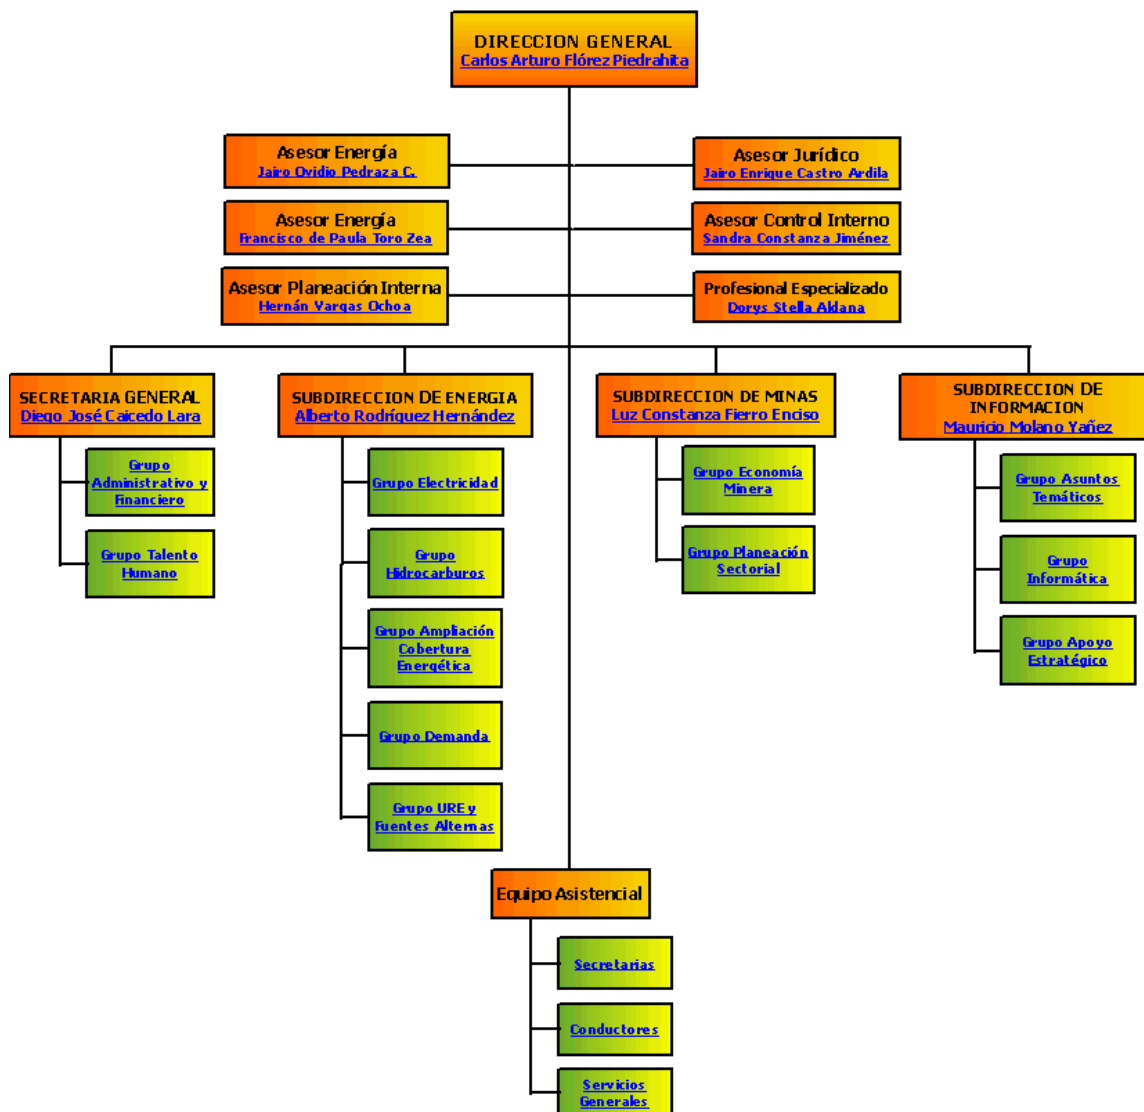 DIRECCION GENERAL
Carlos Arturo Flórez Piedrahita
Asesor Energía
Jairo Ovidio Pedraza C.
Asesor Jurídico
Jairo Enrique Castro Ardila
Asesor Energía
Francisco de Paula Toro Zea
Asesor Control Interno
Sandra Constanza Jiménez
Asesor Planeación Interna
Hernán Vargas Ochoa
Profesional Especializado
Dorys Stella Aldana
SECRETARIA GENERAL
Diego José Caicedo Lara
Grupo
Administrativo y
Financiero
Grupo Talento
Humano
SUBDIRECCION DE ENERGIA
Alberto Rodríguez Hernández
Grupo Electricidad
Grupo
Hidrocarburos
Grupo Ampliación
Cobertura
Energética
Grupo Demanda
Grupo URE y
Fuentes Alternas
SUBDIRECCION DE MINAS
Luz Constanza Fierro Enciso
Grupo Economía
Minera
Grupo Planeación
Sectorial
SUBDIRECCION DE
INFORMACION
Mauricio Molano Yañez
Grupo Asuntos
Temáticos
Grupo
Informática
Grupo Apoyo
Estratégico
Equipo Asistencial
Secretarias
Conductores
Servicios
Generales